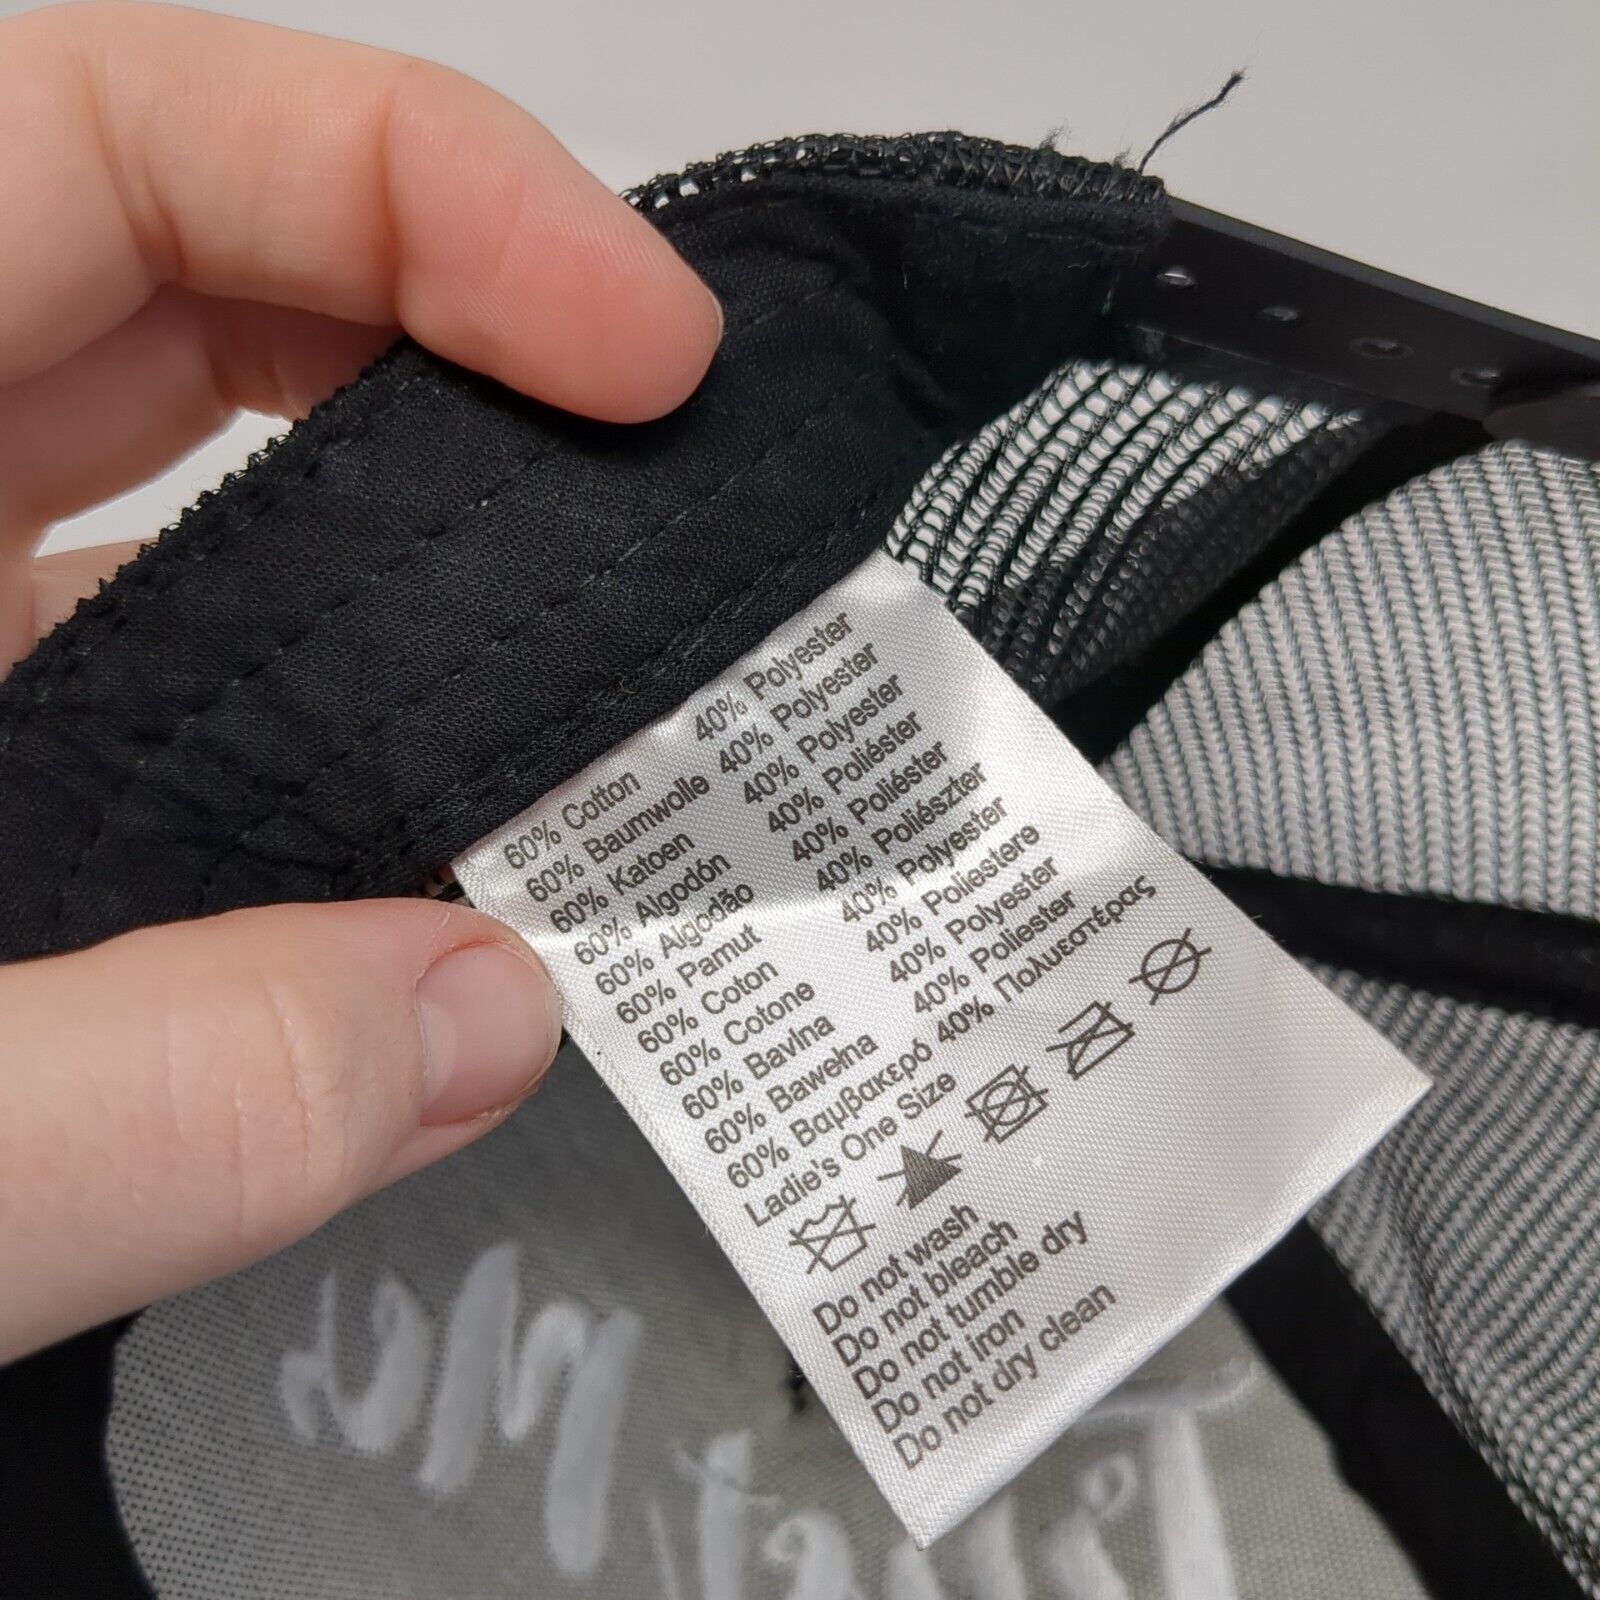 60% Cotton 40% Polyester
60% Baumwolle 40% Polyester
60% Katoen 40% Polyester
60% Algodón 40% Poliéster
60% Algodão 40% Poliéster
60% Pamut 40% Poliészter
60% Coton 40% Polyester
60% Cotone 40% Poliestere
60% Bavlna 40% Polyester
60% Bawełna 40% Poliester
60% Βαμβακερό 40% Πολυεστέρας
Ladie's One Size
Do not wash
Do not bleach
Do not tumble dry
Do not iron
Do not dry clean